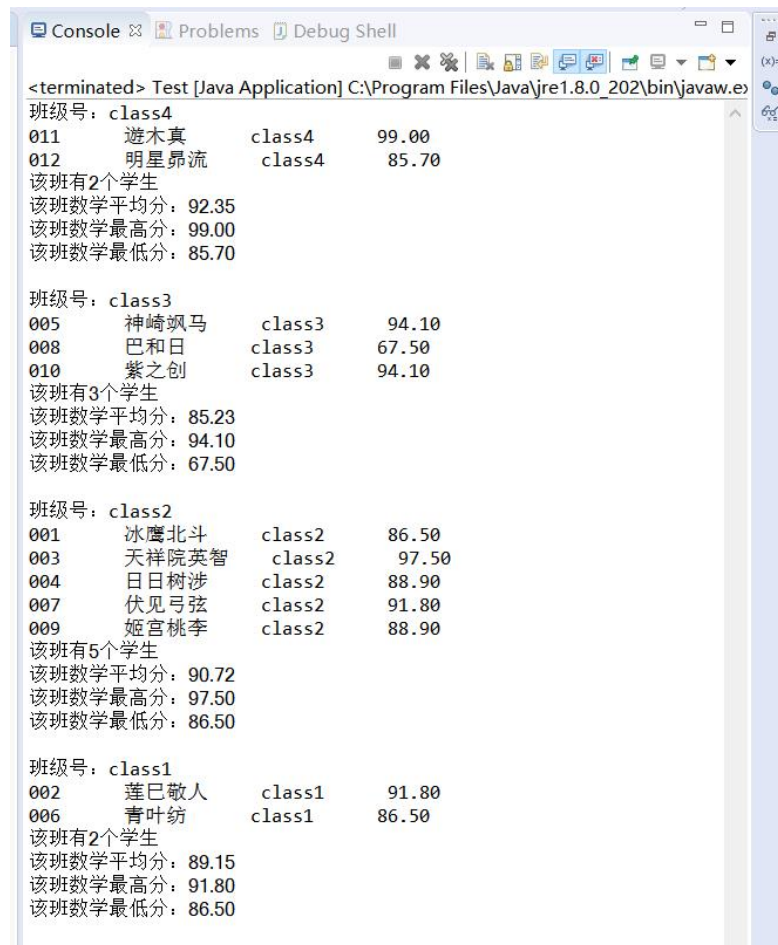 Console Problems Debug Shell
<terminated> Test [Java Application] C:\Program Files\Java\jre1.8.0_202\bin\javaw.ex
班级号：class4
011 遊木真 class4 99.00
012 明星昴流 class4 85.70
该班有2个学生
该班数学平均分：92.35
该班数学最高分：99.00
该班数学最低分：85.70
班级号：class3
005 神崎飒马 class3 94.10
008 巴和日 class3 67.50
010 紫之创 class3 94.10
该班有3个学生
该班数学平均分：85.23
该班数学最高分：94.10
该班数学最低分：67.50
班级号：class2
001 冰鹰北斗 class2 86.50
003 天祥院英智 class2 97.50
004 日日树涉 class2 88.90
007 伏见弓弦 class2 91.80
009 姬宫桃李 class2 88.90
该班有5个学生
该班数学平均分：90.72
该班数学最高分：97.50
该班数学最低分：86.50
班级号：class1
002 莲巳敬人 class1 91.80
006 青叶纺 class1 86.50
该班有2个学生
该班数学平均分：89.15
该班数学最高分：91.80
该班数学最低分：86.50